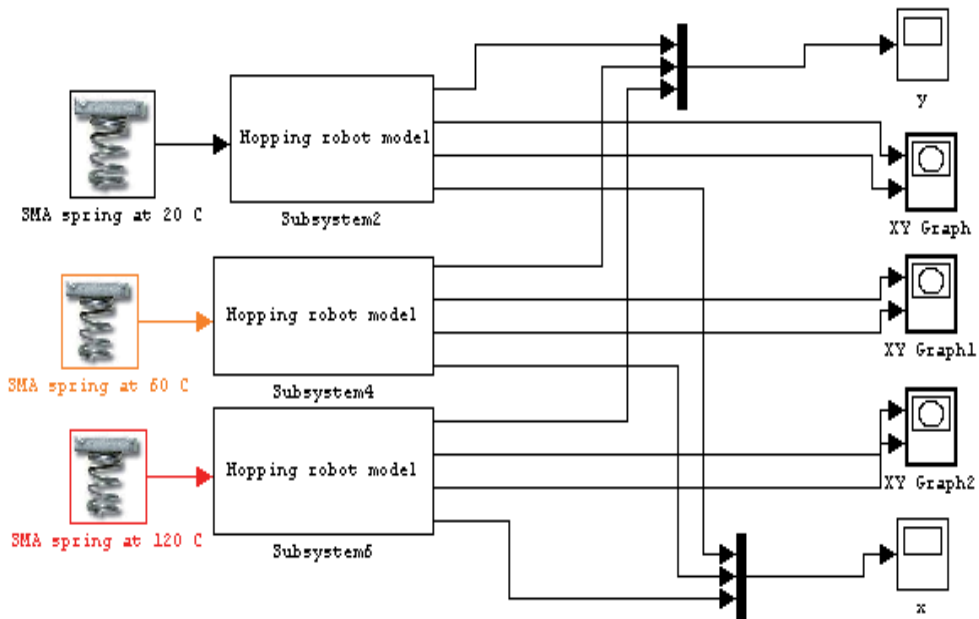 y
Hopping robot model
SMA spring at 20 C
Subsystem2
XY Graph
Hopping robot model
SMA spring at 60 C
Subsystem4
XY Graph1
Hopping robot model
SMA spring at 120 C
Subsystem6
XY Graph2
x